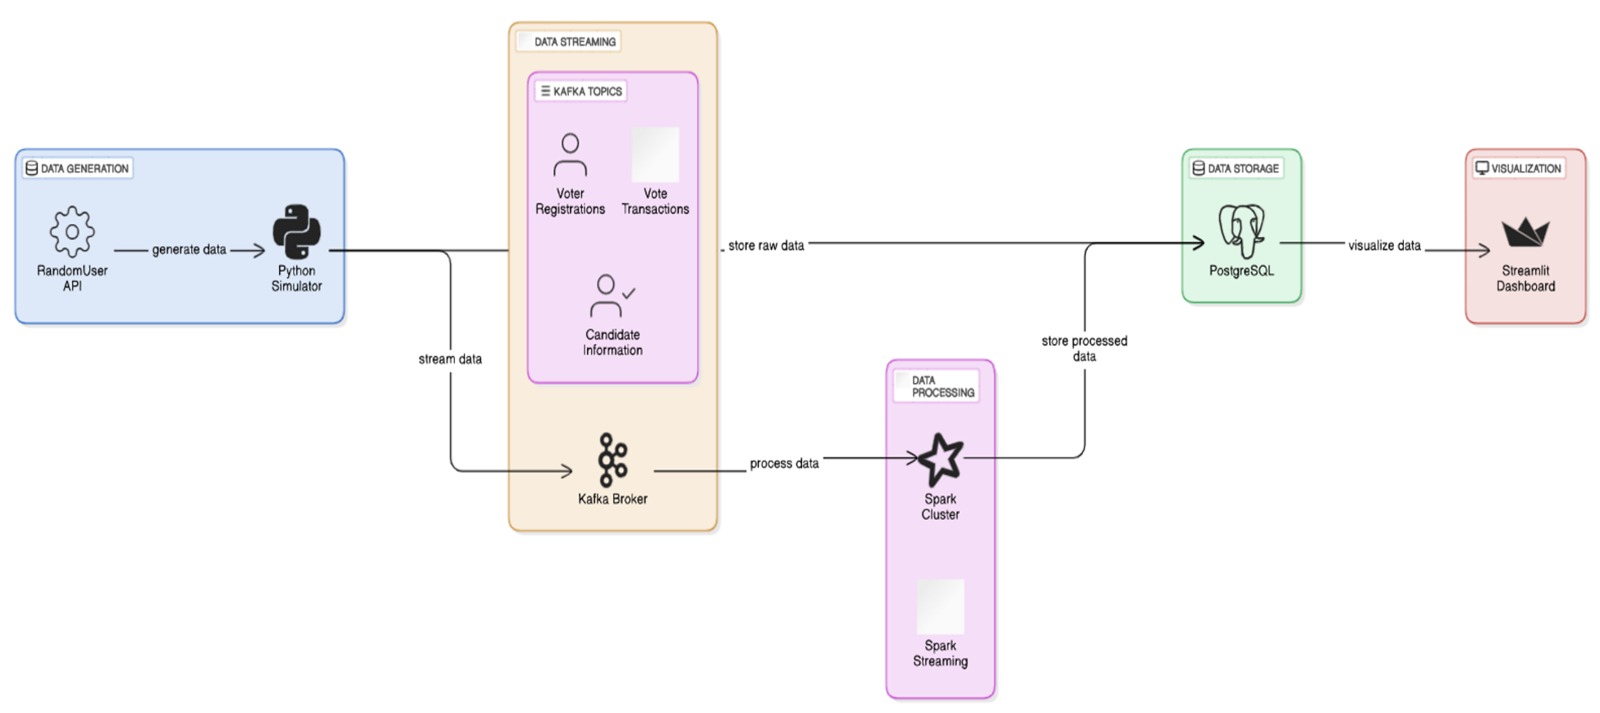 DATA STREAMING
KAFKA TOPICS
Voter
Registrations
Vote
Transactions
Candidate
Information
Kafka Broker
DATA GENERATION
RandomUser
API
generate data
Python
Simulator
stream data
store raw data
process data
DATA
PROCESSING
Spark
Cluster
Spark
Streaming
store processed
data
DATA STORAGE
PostgreSQL
visualize data
VISUALIZATION
Streamlit
Dashboard